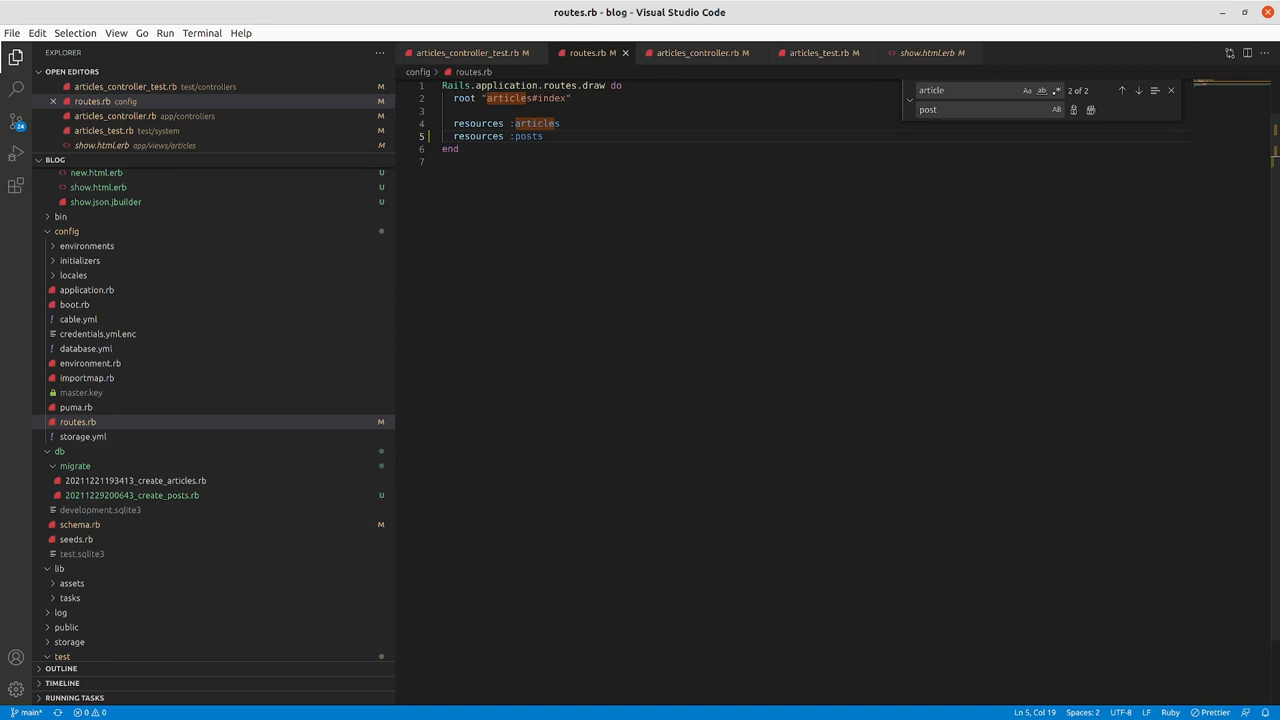 routes.rb - blog - Visual Studio Code
File Edit Selection View Go Run Terminal Help
EXPLORER
OPEN EDITORS
articles_controller_test.rb test/controllers
routes.rb config
articles_controller.rb app/controllers
articles_test.rb test/system
show.html.erb app/views/articles
BLOG
new.html.erb U
show.html.erb U
show.json.jbuilder U
bin
config
environments
initializers
locales
application.rb
boot.rb
cable.yml
credentials.yml.enc
database.yml
environment.rb
importmap.rb
master.key
puma.rb
routes.rb M
storage.yml
db
migrate
20211221193413_create_articles.rb
20211229200643_create_posts.rb U
development.sqlite3
schema.rb M
seeds.rb
test.sqlite3
lib
assets
tasks
log
public
storage
test
OUTLINE
TIMELINE
RUNNING TASKS
24
articles_controller_test.rb M routes.rb M articles_controller.rb M articles_test.rb M show.html.erb M
config routes.rb
1 Rails.application.routes.draw do
2 root "articles#index"
3
4 resources :articles
5 resources :posts
6 end
7
article Aa ab .* 2 of 2
post AB
main* 0 0 Ln 5, Col 19 Spaces: 2 UTF-8 LF Ruby Prettier